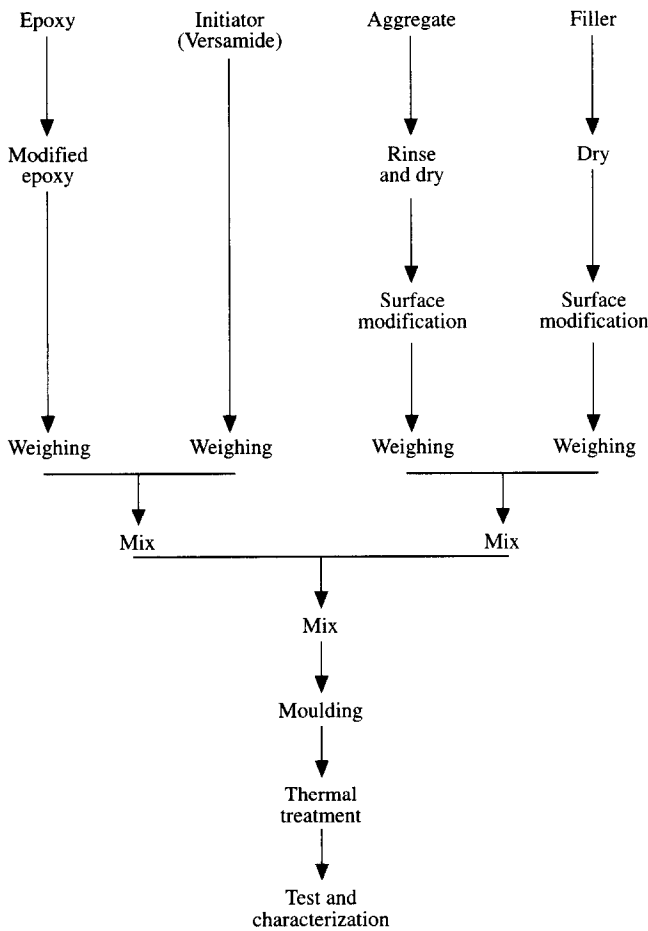 Epoxy
Initiator
(Versamide)
Aggregate
Filler
Modified
epoxy
Rinse
and dry
Dry
Surface
modification
Surface
modification
Weighing
Weighing
Weighing
Weighing
Mix
Mix
Mix
Moulding
Thermal
treatment
Test and
characterization